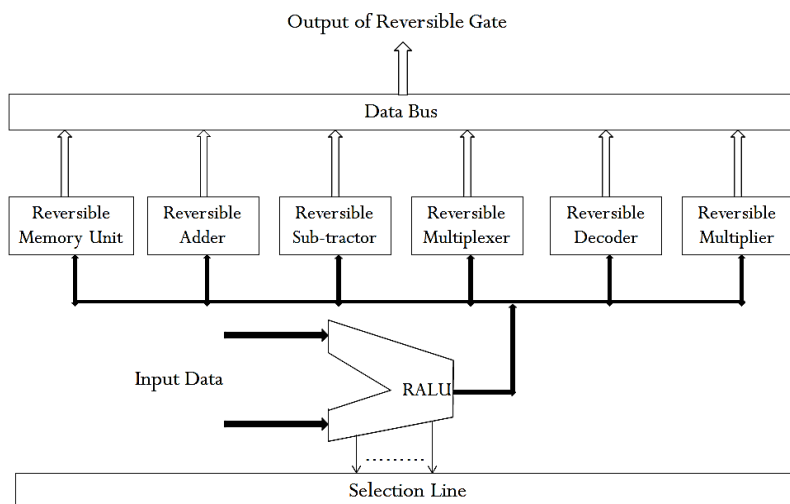 Output of Reversible Gate
Data Bus
Reversible
Memory Unit
Reversible
Adder
Reversible
Sub-tractor
Reversible
Multiplexer
Reversible
Decoder
Reversible
Multiplier
Input Data
RALU
Selection Line